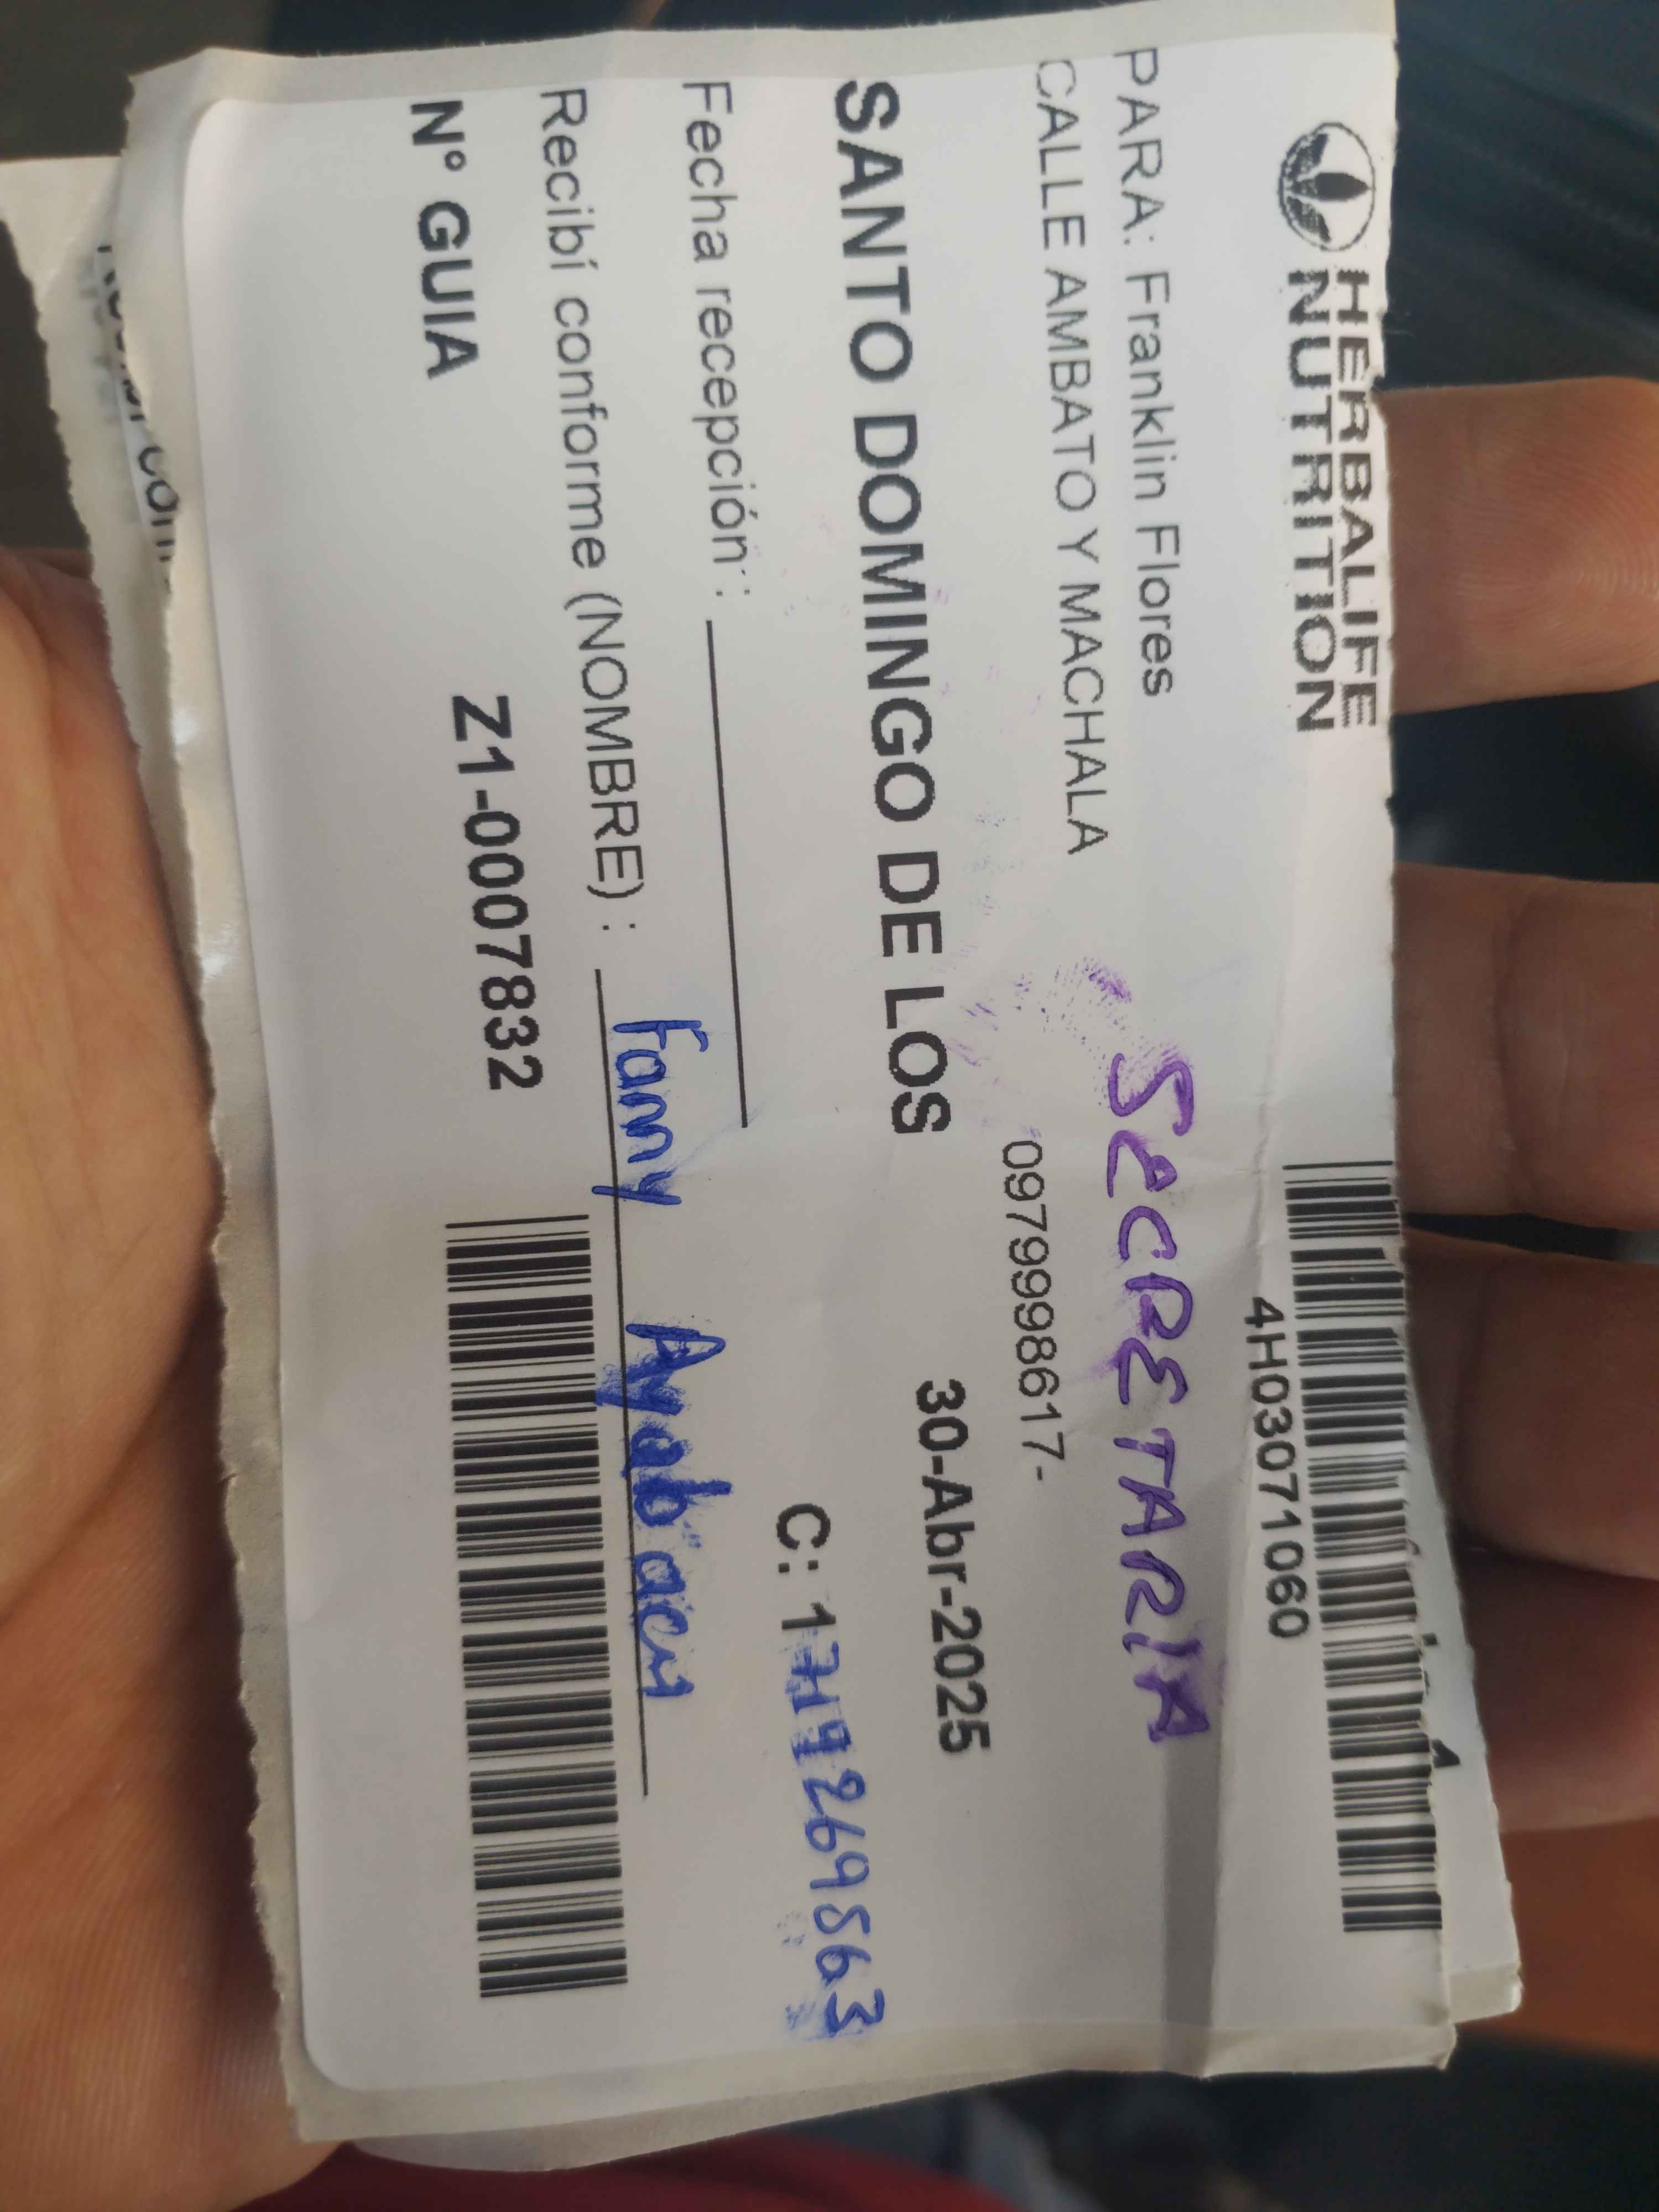 HERBALIFE
NUTRITION
4H03071060
PARA: Franklin Flores
SECRETARIA
CALLE AMBATO Y MACHALA
0979998617-
SANTO DOMINGO DE LOS
30-Abr-2025
Fecha recepción : :
C: 1
Recibí conforme (NOMBRE) : Fanny
N° GUIA Z1-0007832